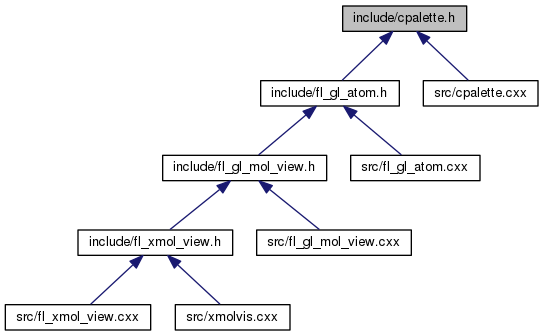 include/cpalette.h
include/fl_gl_atom.h
src/cpalette.cxx
include/fl_gl_mol_view.h
src/fl_gl_atom.cxx
include/fl_xmol_view.h
src/fl_gl_mol_view.cxx
src/fl_xmol_view.cxx
src/xmolvis.cxx